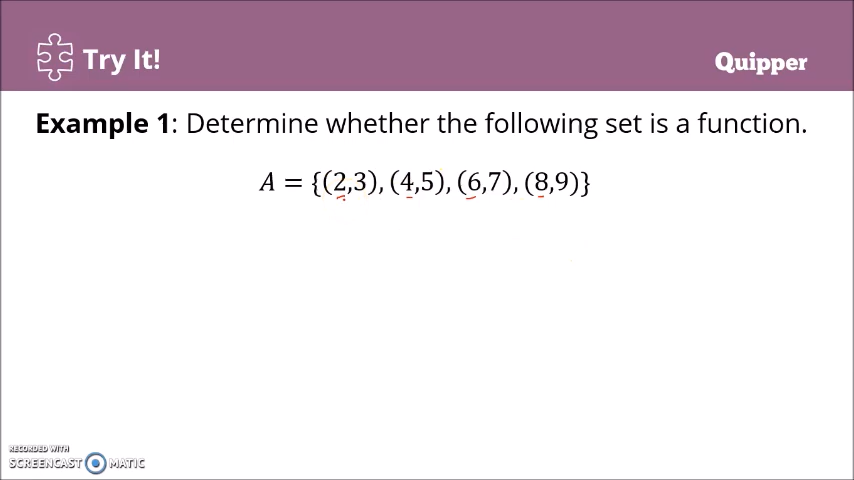 Try It!
Quipper
Example 1: Determine whether the following set is a function.
A = {(2,3), (4,5), (6,7), (8,9)}
RECORDED WITH
SCREENCAST MATIC